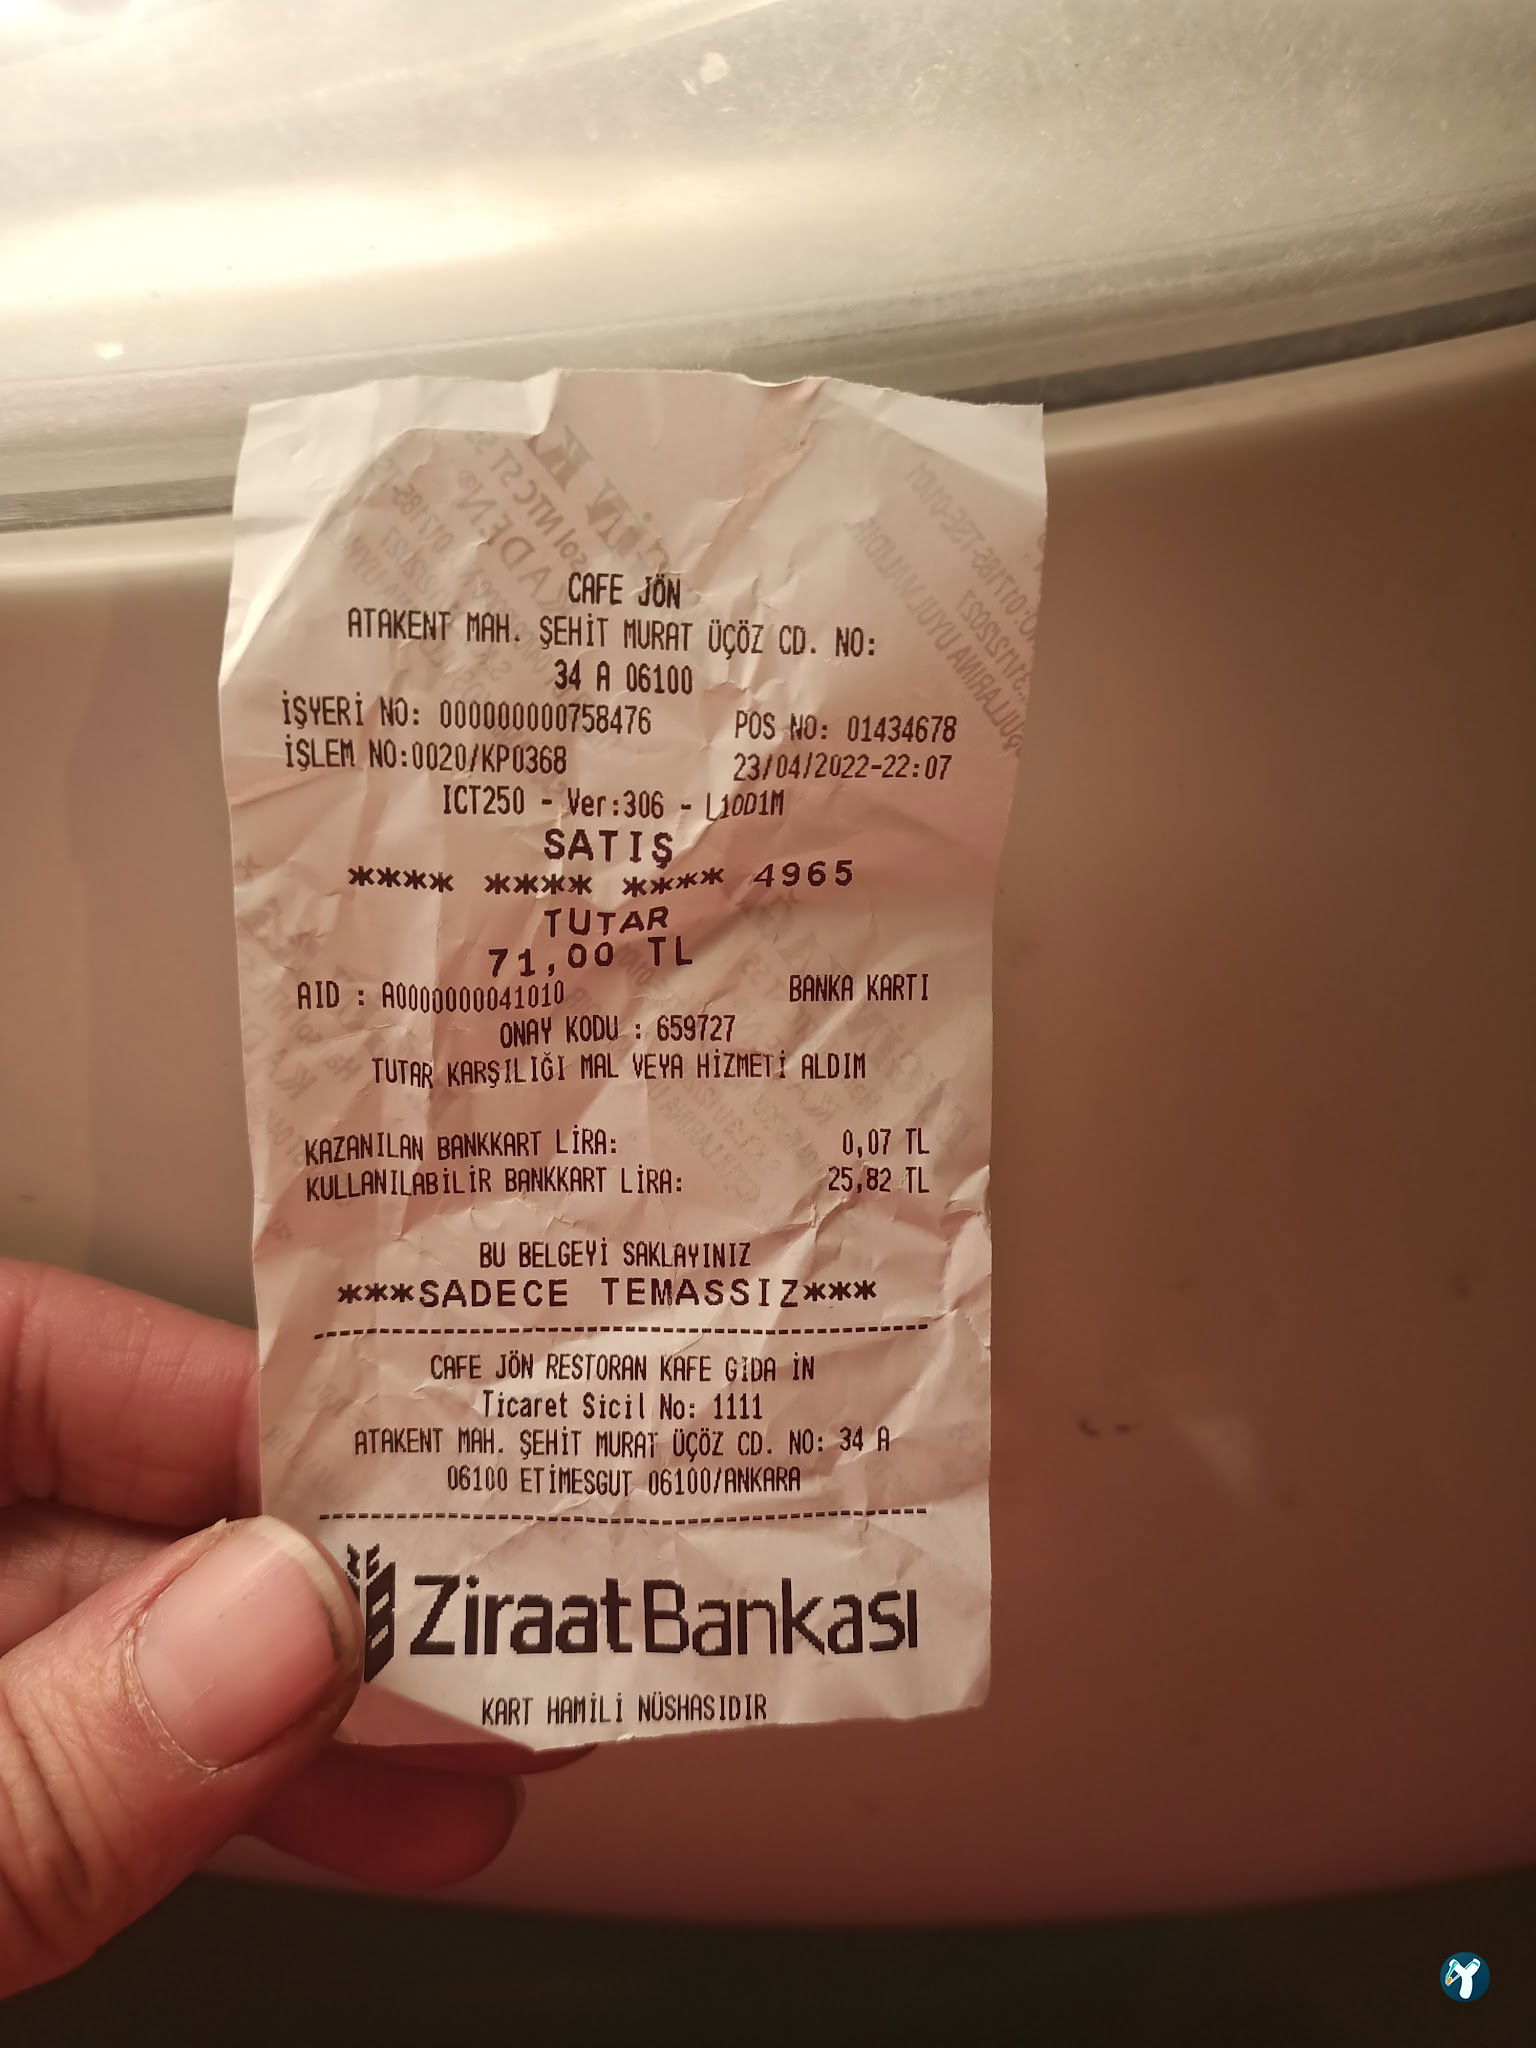 CAFE JÖN
ATAKENT MAH. ŞEHİT MURAT ÜÇÖZ CD. NO:
34 A 06100
İŞYERİ NO: 000000000758476 POS NO: 01434678
İŞLEM NO:0020/KP0368 23/04/2022-22:07
ICT250 - Ver:306 - L10D1M
SATIŞ
**** **** **** 4965
TUTAR
71,00 TL
AID : A0000000041010 BANKA KARTI
ONAY KODU : 659727
TUTAR KARŞILIĞI MAL VEYA HİZMETİ ALDIM
KAZANILAN BANKKART LİRA: 0,07 TL
KULLANILABİLİR BANKKART LİRA: 25,82 TL
BU BELGEYİ SAKLAYINIZ
***SADECE TEMASSIZ***
CAFE JÖN RESTORAN KAFE GIDA İN
Ticaret Sicil No: 1111
ATAKENT MAH. ŞEHİT MURAT ÜÇÖZ CD. NO: 34 A
06100 ETİMESGUT 06100/ANKARA
Ziraat Bankası
KART HAMİLİ NÜSHASIDIR